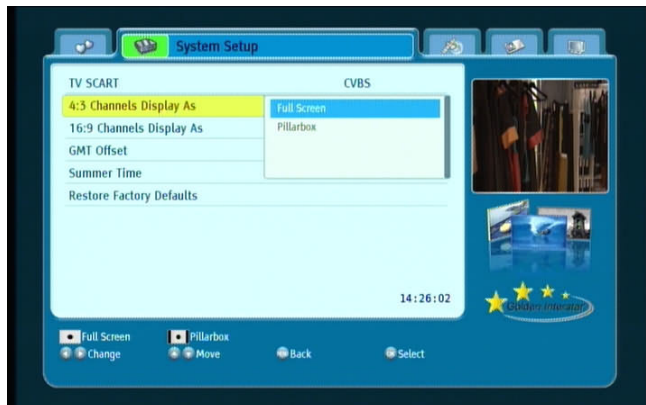 System Setup
TV SCART CVBS
4:3 Channels Display As Full Screen
16:9 Channels Display As Pillarbox
GMT Offset
Summer Time
Restore Factory Defaults
14:26:02
Golden Interstar
Full Screen Pillarbox
Change Move Back Select